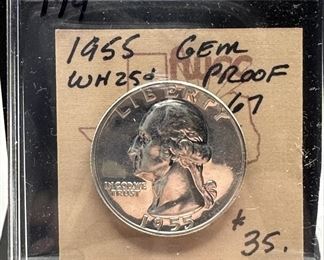 1955 GEM
WH25¢ PROOF
67
LIBERTY
IN GOD WE
TRUST
1955
*35.